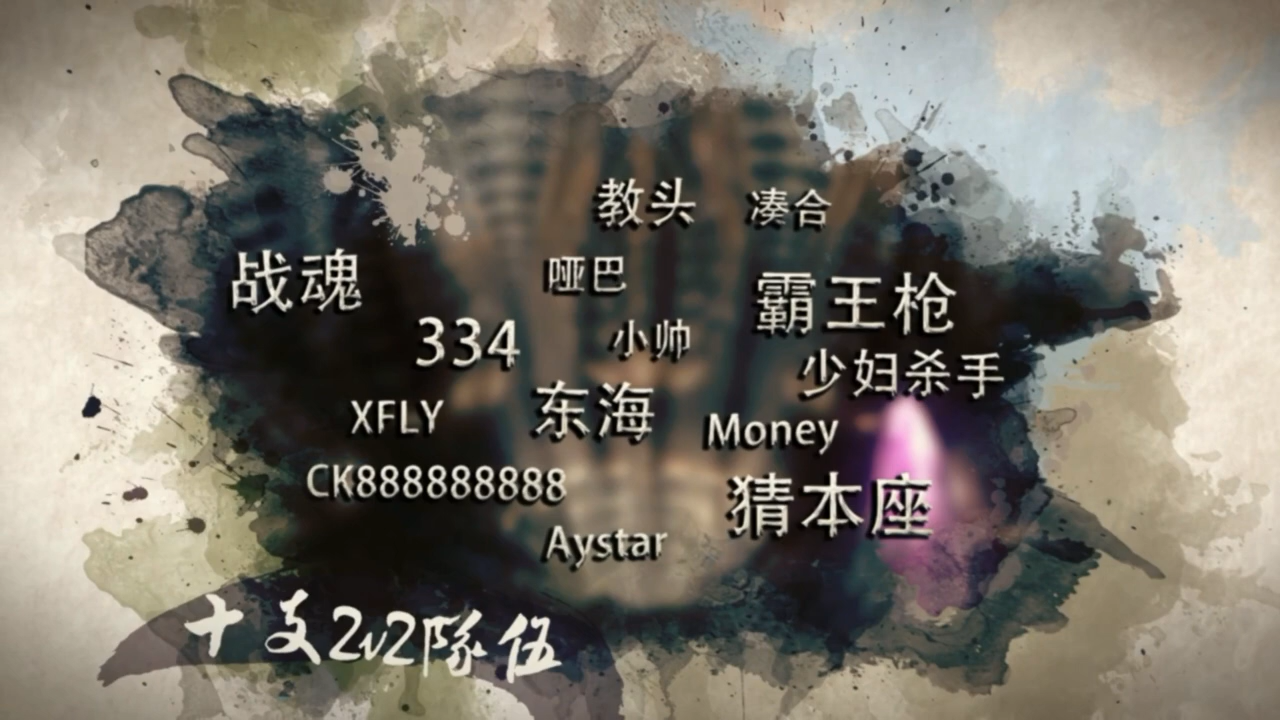 教头 凑合
战魂
哑巴
霸王枪
334
小帅
少妇杀手
XFLY
东海
Money
CK888888888
猜本座
Aystar
十支2v2隊伍